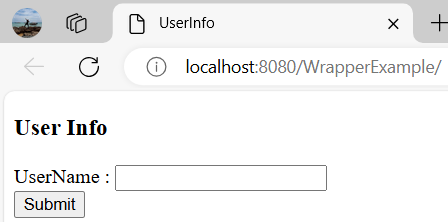 UserInfo
localhost:8080/WrapperExample/
User Info
UserName :
Submit